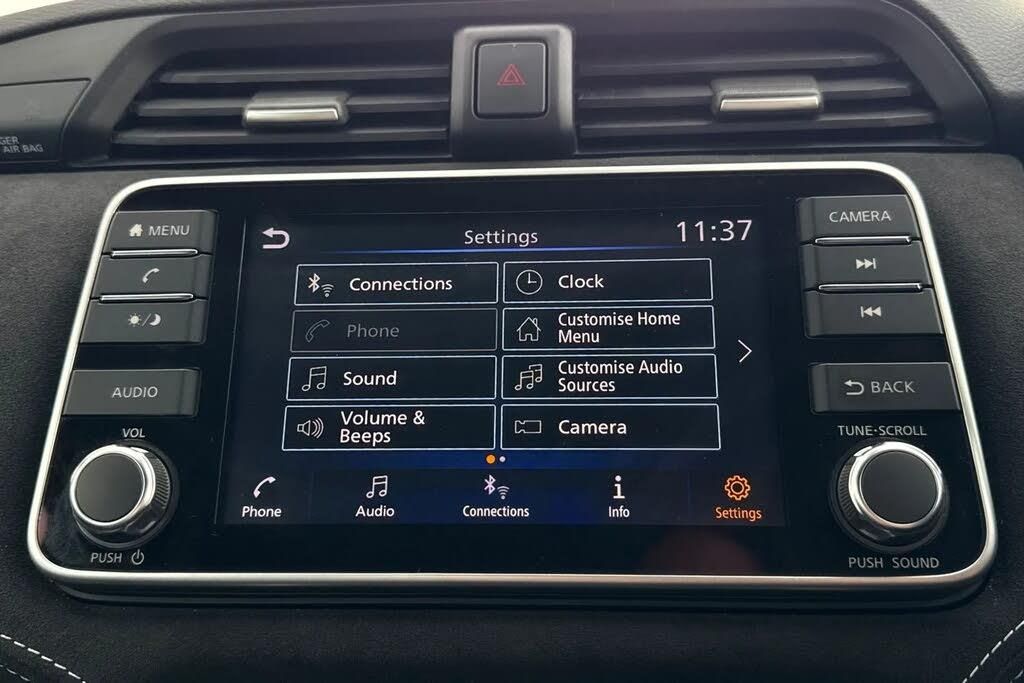 GER
AIR BAG
MENU
AUDIO
VOL
PUSH
Settings
11:37
Connections
Clock
Phone
Customise Home
Menu
Sound
Customise Audio
Sources
Volume &
Beeps
Camera
Phone
Audio
Connections
Info
Settings
CAMERA
BACK
TUNE·SCROLL
PUSH SOUND